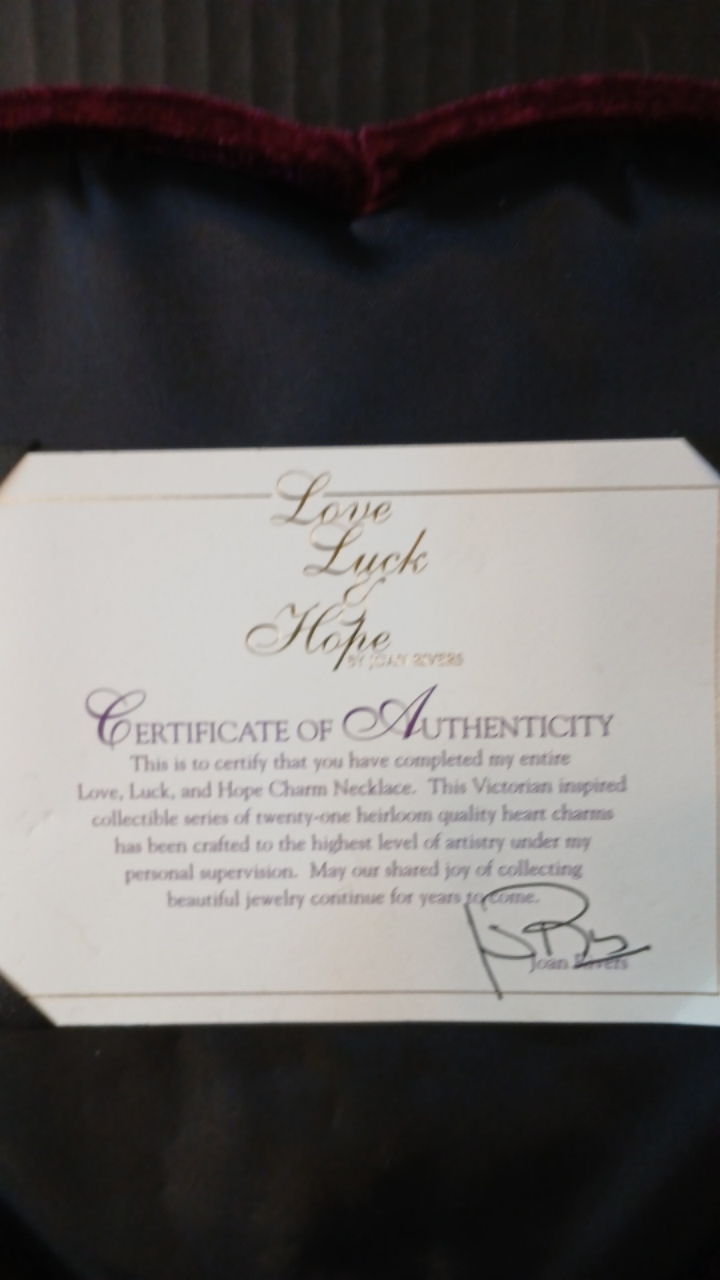 Love
Luck
&
Hope
BY JOAN RIVERS
CERTIFICATE OF AUTHENTICITY
This is to certify that you have completed my entire
Love, Luck, and Hope Charm Necklace. This Victorian inspired
collectible series of twenty-one heirloom quality heart charms
has been crafted to the highest level of artistry under my
personal supervision. May our shared joy of collecting
beautiful jewelry continue for years to come.
Joan Rivers